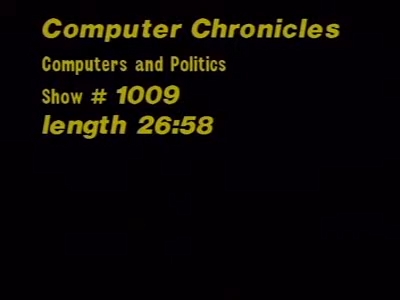 Computer Chronicles
Computers and Politics
Show # 1009
length 26:58